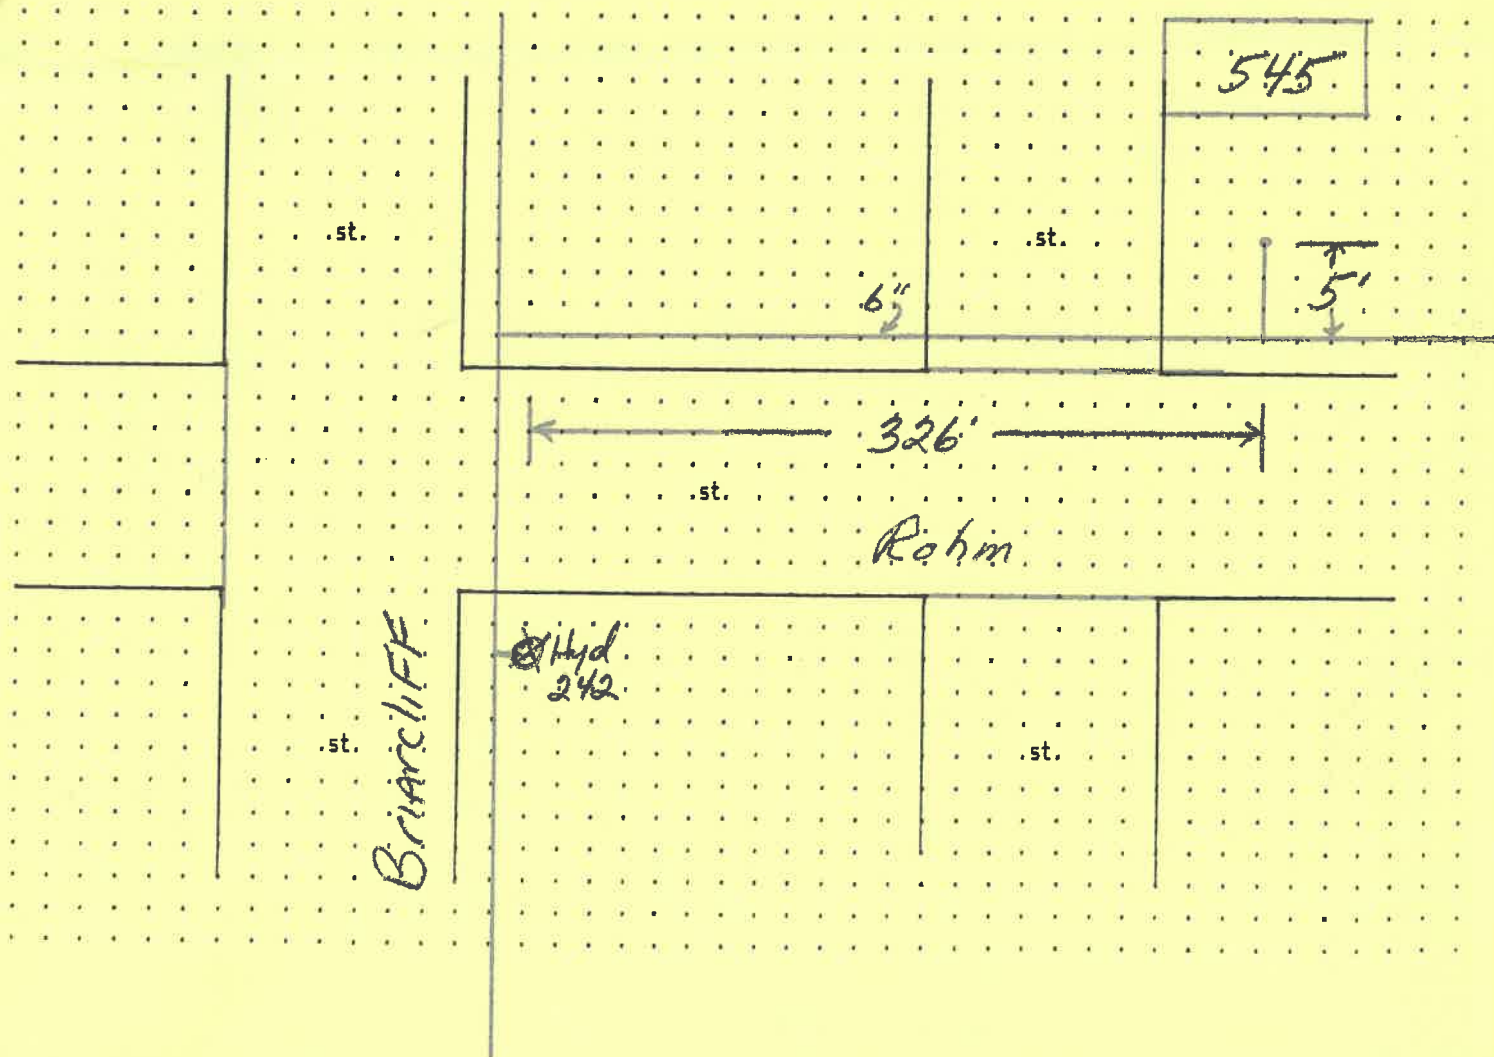 545
.st.
.st.
6"
5'
326'
.st.
Rohm
Hyd
242
BriarcliFF
.st.
.st.